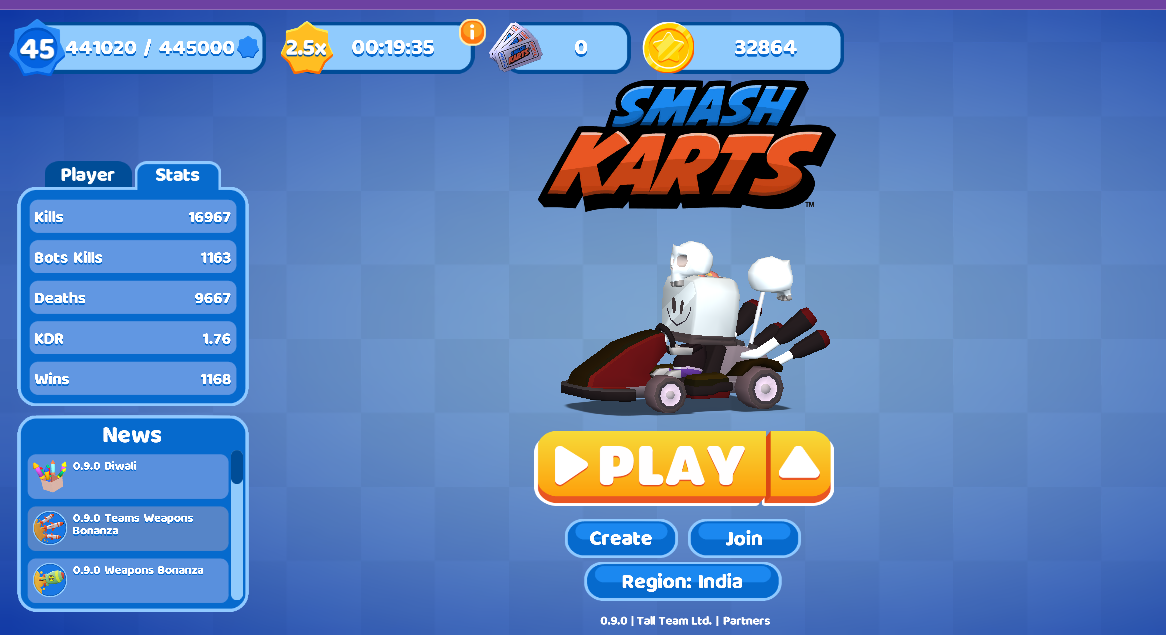 45 441020 / 445000
2.5x 00:19:35 i
0
32864
SMASH
KARTS
TM
Player Stats
Kills 16967
Bots Kills 1163
Deaths 9667
KDR 1.76
Wins 1168
News
0.9.0 Diwali
0.9.0 Teams Weapons
Bonanza
0.9.0 Weapons Bonanza
PLAY
Create Join
Region: India
0.9.0 | Tall Team Ltd. | Partners